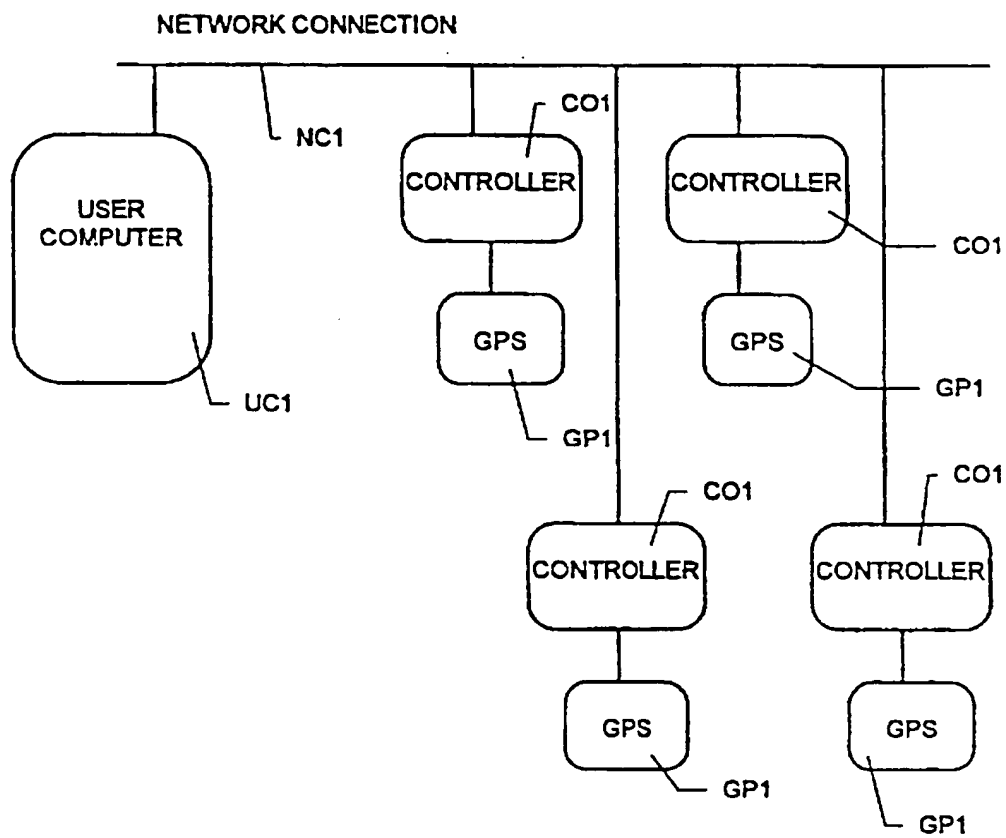 NETWORK CONNECTION
NC1
USER
COMPUTER
UC1
CO1
CONTROLLER
GPS
GP1
CONTROLLER
CO1
GPS
GP1
CO1
CONTROLLER
GPS
GP1
CO1
CONTROLLER
GPS
GP1